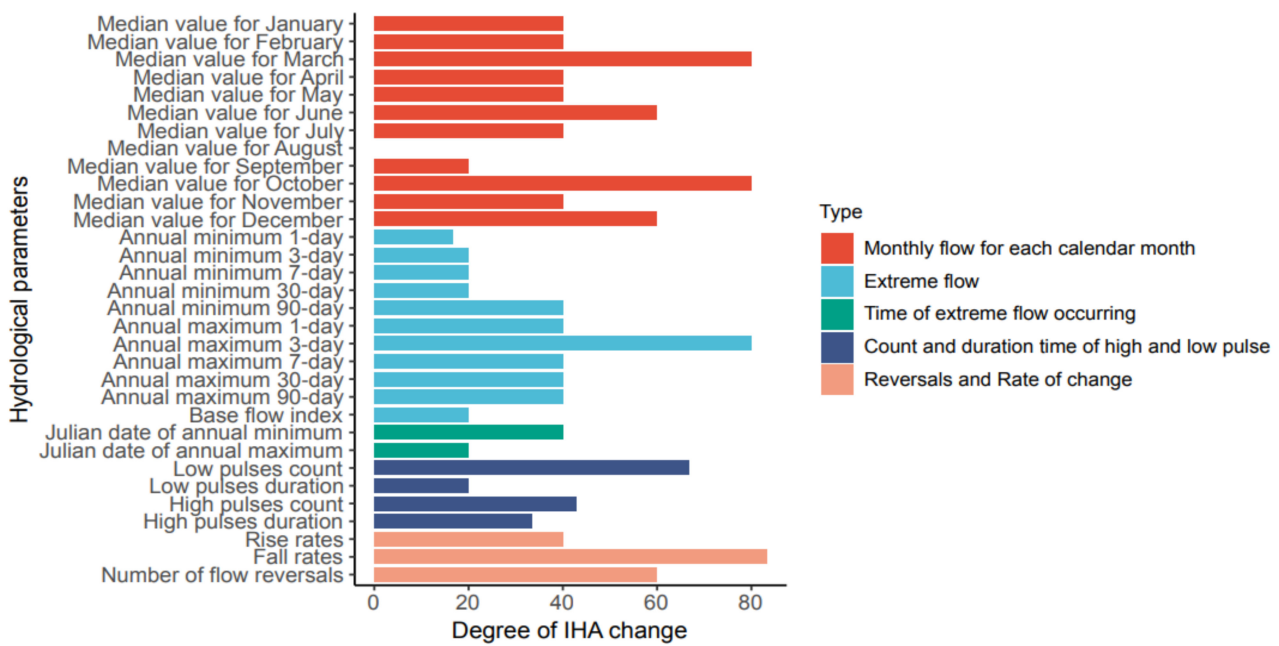 Hydrological parameters
Median value for January
Median value for February
Median value for March
Median value for April
Median value for May
Median value for June
Median value for July
Median value for August
Median value for September
Median value for October
Median value for November
Median value for December
Annual minimum 1-day
Annual minimum 3-day
Annual minimum 7-day
Annual minimum 30-day
Annual minimum 90-day
Annual maximum 1-day
Annual maximum 3-day
Annual maximum 7-day
Annual maximum 30-day
Annual maximum 90-day
Base flow index
Julian date of annual minimum
Julian date of annual maximum
Low pulses count
Low pulses duration
High pulses count
High pulses duration
Rise rates
Fall rates
Number of flow reversals
0 20 40 60 80
Degree of IHA change
Type
Monthly flow for each calendar month
Extreme flow
Time of extreme flow occurring
Count and duration time of high and low pulse
Reversals and Rate of change